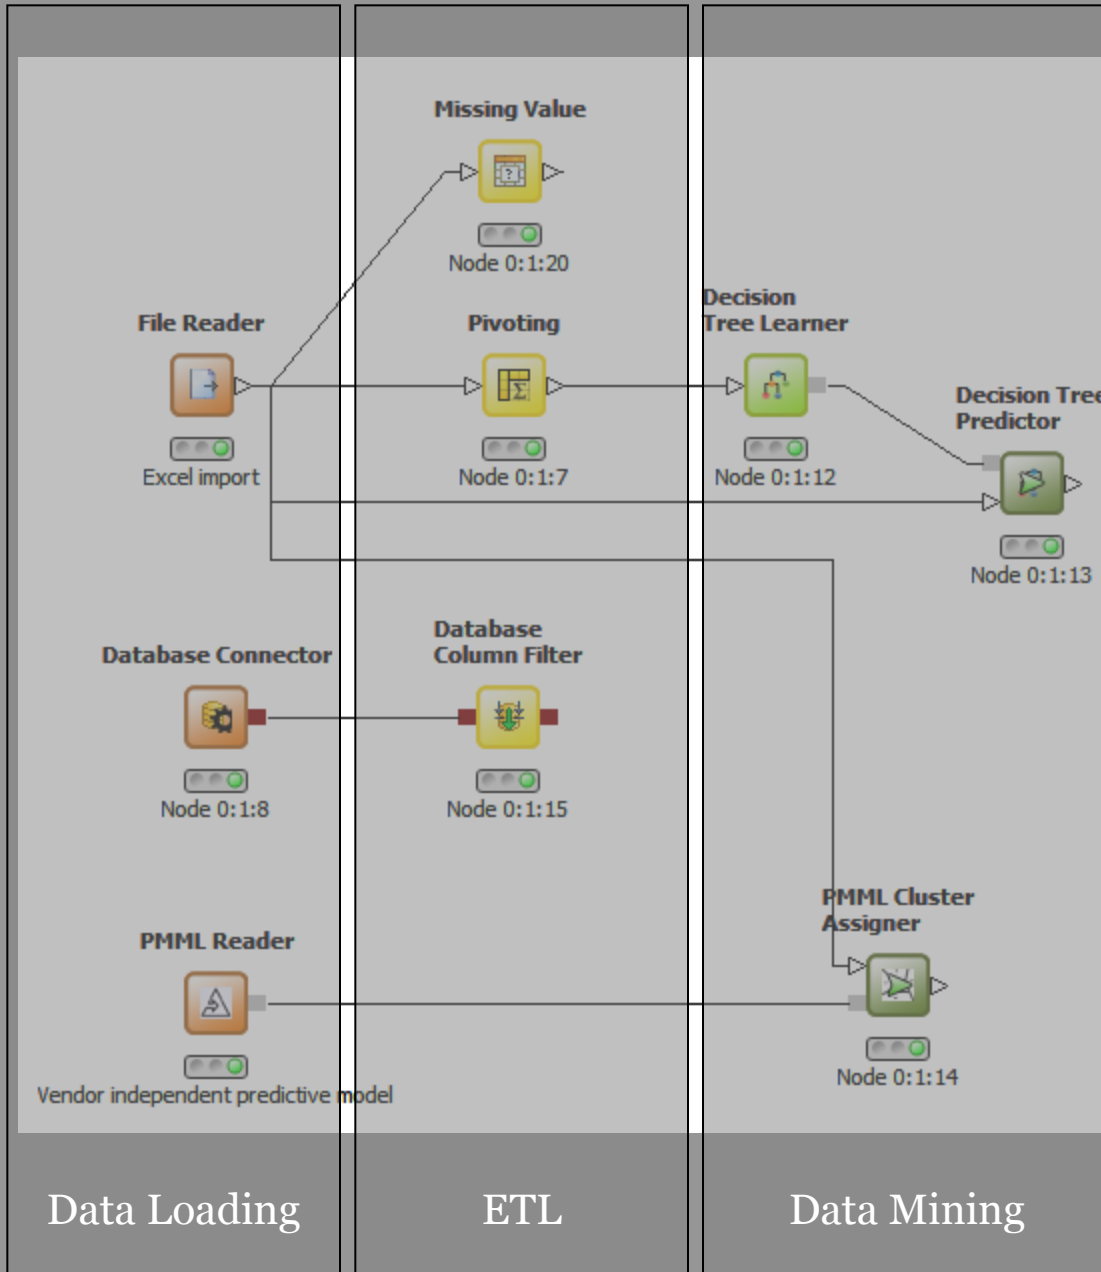 Missing Value
Node 0:1:20
File Reader
Excel import
Pivoting
Node 0:1:7
Decision
Tree Learner
Node 0:1:12
Decision Tree
Predictor
Node 0:1:13
Database Connector
Node 0:1:8
Database
Column Filter
Node 0:1:15
PMML Reader
Vendor independent predictive model
PMML Cluster
Assigner
Node 0:1:14
Data Loading
ETL
Data Mining